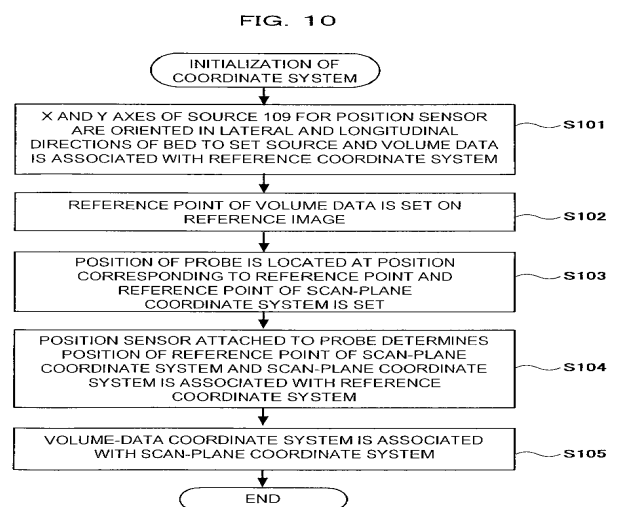 FIG. 10
INITIALIZATION OF
COORDINATE SYSTEM
X AND Y AXES OF SOURCE 109 FOR POSITION SENSOR
ARE ORIENTED IN LATERAL AND LONGITUDINAL
DIRECTIONS OF BED TO SET SOURCE AND VOLUME DATA
IS ASSOCIATED WITH REFERENCE COORDINATE SYSTEM
S101
REFERENCE POINT OF VOLUME DATA IS SET ON
REFERENCE IMAGE
S102
POSITION OF PROBE IS LOCATED AT POSITION
CORRESPONDING TO REFERENCE POINT AND
REFERENCE POINT OF SCAN-PLANE
COORDINATE SYSTEM IS SET
S103
POSITION SENSOR ATTACHED TO PROBE DETERMINES
POSITION OF REFERENCE POINT OF SCAN-PLANE
COORDINATE SYSTEM AND SCAN-PLANE COORDINATE
SYSTEM IS ASSOCIATED WITH REFERENCE
COORDINATE SYSTEM
S104
VOLUME-DATA COORDINATE SYSTEM IS ASSOCIATED
WITH SCAN-PLANE COORDINATE SYSTEM
S105
END